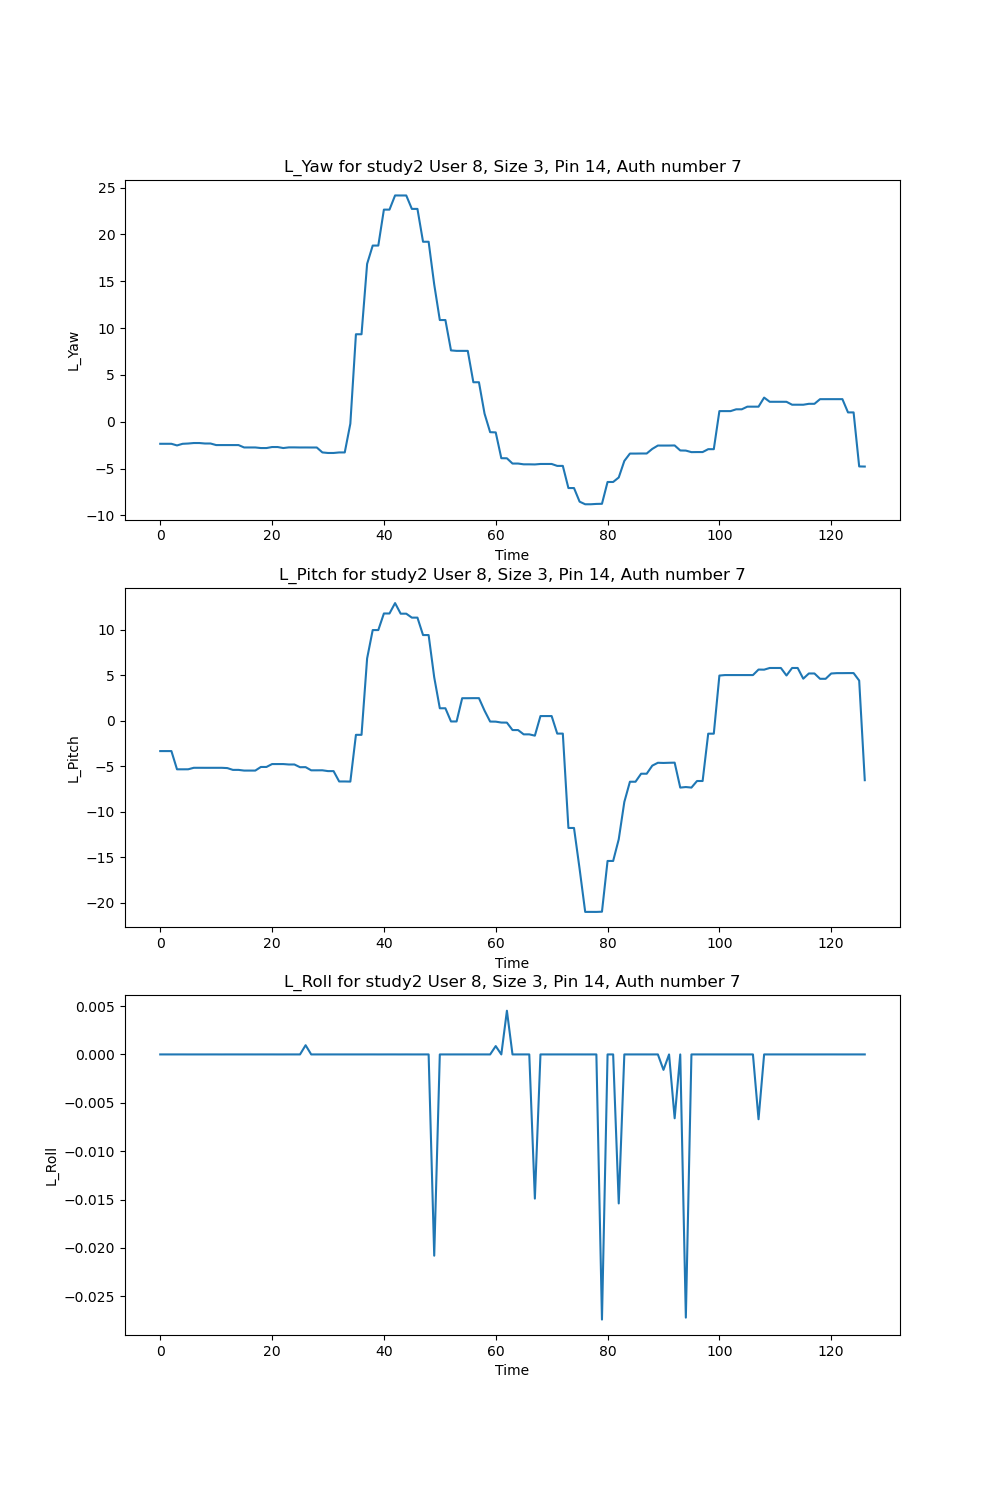 L_Yaw for study2 User 8, Size 3, Pin 14, Auth number 7
25
20
15
10
5
0
−5
−10
L_Yaw
0 20 40 60 80 100 120
Time
L_Pitch for study2 User 8, Size 3, Pin 14, Auth number 7
10
5
0
−5
−10
−15
−20
L_Pitch
0 20 40 60 80 100 120
Time
L_Roll for study2 User 8, Size 3, Pin 14, Auth number 7
0.005
0.000
−0.005
−0.010
−0.015
−0.020
−0.025
L_Roll
0 20 40 60 80 100 120
Time